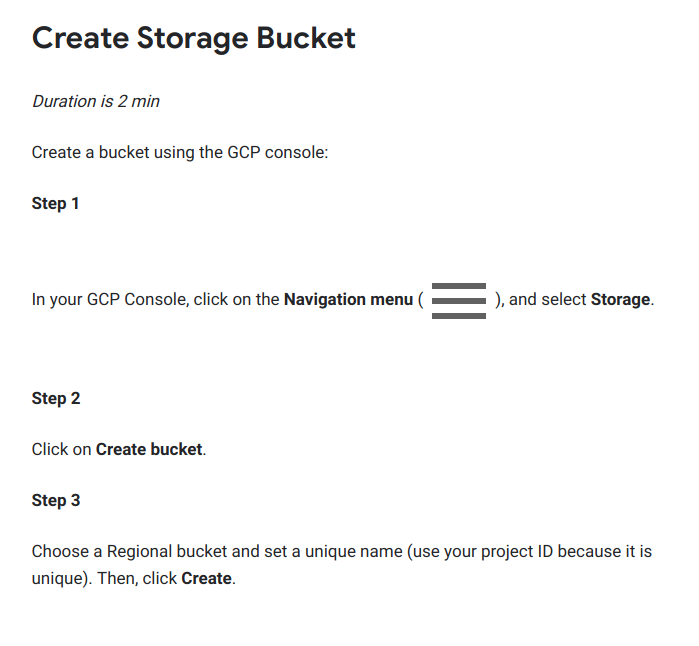 Create Storage Bucket
Duration is 2 min
Create a bucket using the GCP console:
Step 1
In your GCP Console, click on the Navigation menu ( ), and select Storage.
Step 2
Click on Create bucket.
Step 3
Choose a Regional bucket and set a unique name (use your project ID because it is
unique). Then, click Create.